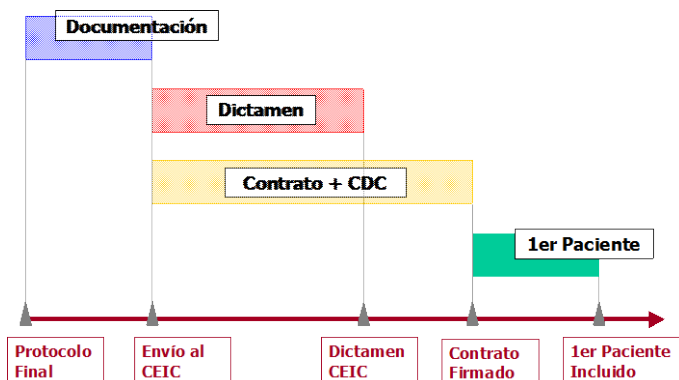 Documentación
Dictamen
Contrato + CDC
1er Paciente
Protocolo
Final
Envío al
CEIC
Dictamen
CEIC
Contrato
Firmado
1er Paciente
Incluido